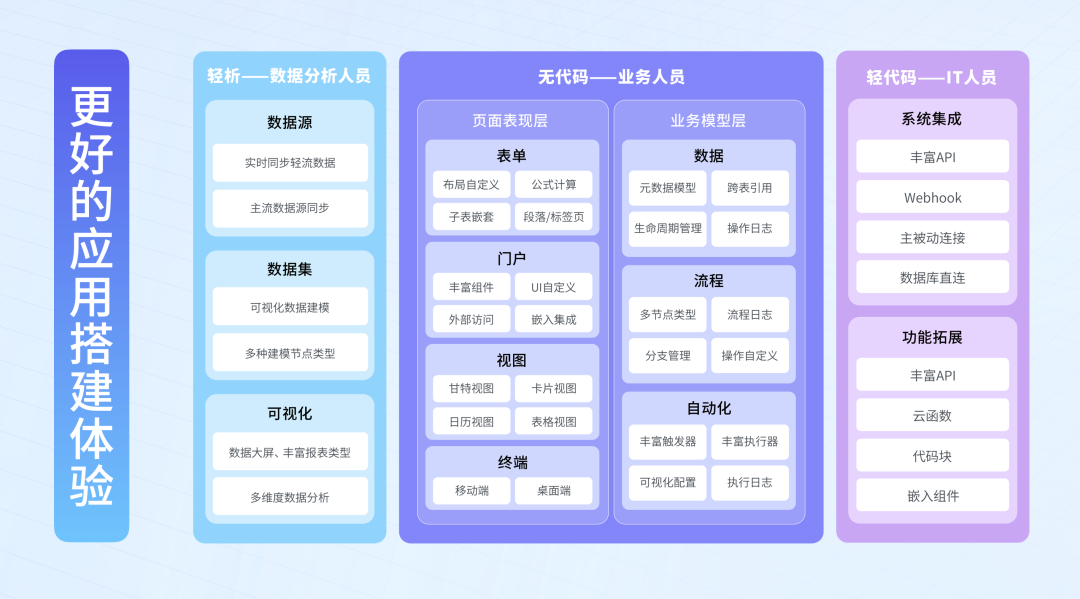 更好的应用搭建体验
轻析——数据分析人员
数据源
实时同步轻流数据
主流数据源同步
数据集
可视化数据建模
多种建模节点类型
可视化
数据大屏、丰富报表类型
多维度数据分析
无代码——业务人员
页面表现层
表单
布局自定义
公式计算
子表嵌套
段落/标签页
门户
丰富组件
UI自定义
外部访问
嵌入集成
视图
甘特视图
卡片视图
日历视图
表格视图
终端
移动端
桌面端
业务模型层
数据
元数据模型
跨表引用
生命周期管理
操作日志
流程
多节点类型
流程日志
分支管理
操作自定义
自动化
丰富触发器
丰富执行器
可视化配置
执行日志
轻代码——IT人员
系统集成
丰富API
Webhook
主被动连接
数据库直连
功能拓展
丰富API
云函数
代码块
嵌入组件